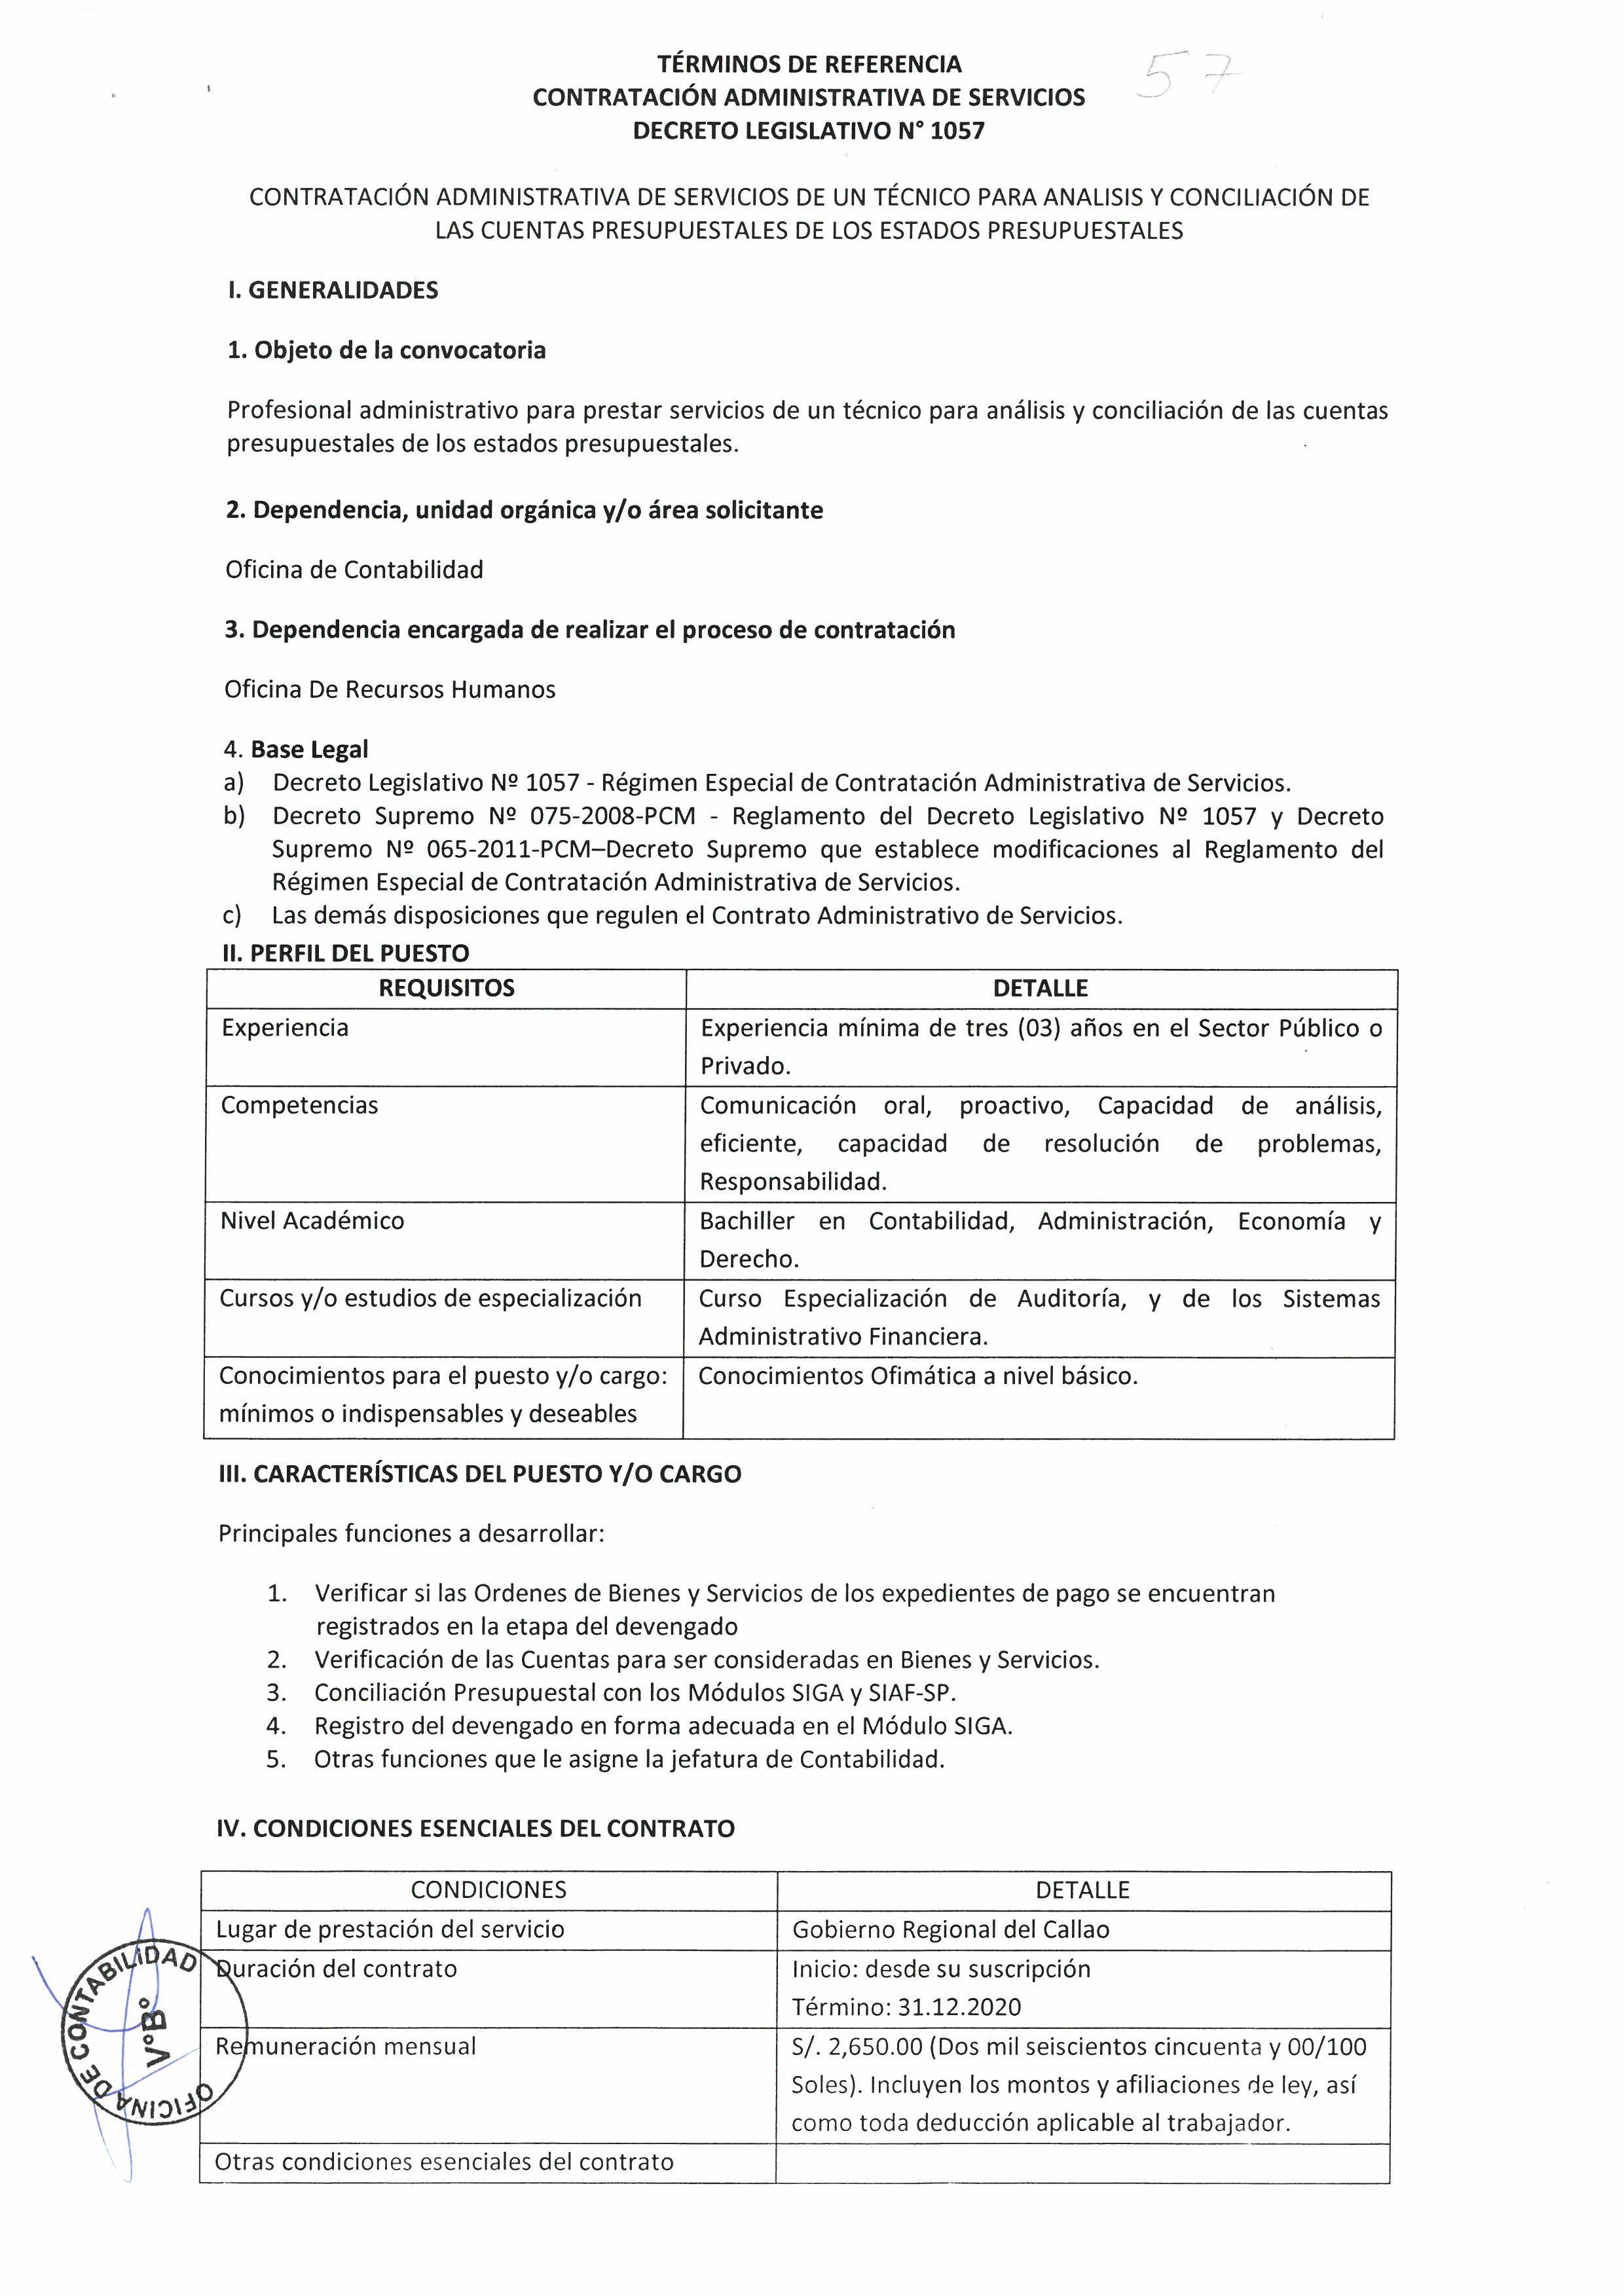 TÉRMINOS DE REFERENCIA
57
CONTRATACIÓN ADMINISTRATIVA DE SERVICIOS
DECRETO LEGISLATIVO N° 1057
CONTRATACIÓN ADMINISTRATIVA DE SERVICIOS DE UN TÉCNICO PARA ANALISIS Y CONCILIACIÓN DE
LAS CUENTAS PRESUPUESTALES DE LOS ESTADOS PRESUPUESTALES
I. GENERALIDADES
1. Objeto de la convocatoria
Profesional administrativo para prestar servicios de un técnico para análisis y conciliación de las cuentas
presupuestales de los estados presupuestales.
2. Dependencia, unidad orgánica y/o área solicitante
Oficina de Contabilidad
3. Dependencia encargada de realizar el proceso de contratación
Oficina De Recursos Humanos
4. Base Legal
a) Decreto Legislativo Nº 1057 - Régimen Especial de Contratación Administrativa de Servicios.
b) Decreto Supremo Nº 075-2008-PCM - Reglamento del Decreto Legislativo Nº 1057 y Decreto
Supremo Nº 065-2011-PCM–Decreto Supremo que establece modificaciones al Reglamento del
Régimen Especial de Contratación Administrativa de Servicios.
c) Las demás disposiciones que regulen el Contrato Administrativo de Servicios.
II. PERFIL DEL PUESTO
REQUISITOS DETALLE
Experiencia Experiencia mínima de tres (03) años en el Sector Público o
Privado.
Competencias Comunicación oral, proactivo, Capacidad de análisis,
eficiente, capacidad de resolución de problemas,
Responsabilidad.
Nivel Académico Bachiller en Contabilidad, Administración, Economía y
Derecho.
Cursos y/o estudios de especialización Curso Especialización de Auditoría, y de los Sistemas
Administrativo Financiera.
Conocimientos para el puesto y/o cargo: Conocimientos Ofimática a nivel básico.
mínimos o indispensables y deseables
III. CARACTERÍSTICAS DEL PUESTO Y/O CARGO
Principales funciones a desarrollar:
1. Verificar si las Ordenes de Bienes y Servicios de los expedientes de pago se encuentran
registrados en la etapa del devengado
2. Verificación de las Cuentas para ser consideradas en Bienes y Servicios.
3. Conciliación Presupuestal con los Módulos SIGA y SIAF-SP.
4. Registro del devengado en forma adecuada en el Módulo SIGA.
5. Otras funciones que le asigne la jefatura de Contabilidad.
IV. CONDICIONES ESENCIALES DEL CONTRATO
CONDICIONES DETALLE
Lugar de prestación del servicio Gobierno Regional del Callao
Duración del contrato Inicio: desde su suscripción
Término: 31.12.2020
Remuneración mensual S/. 2,650.00 (Dos mil seiscientos cincuenta y 00/100
Soles). Incluyen los montos y afiliaciones de ley, así
como toda deducción aplicable al trabajador.
Otras condiciones esenciales del contrato
OFICINA DE CONTABILIDAD
V°B°